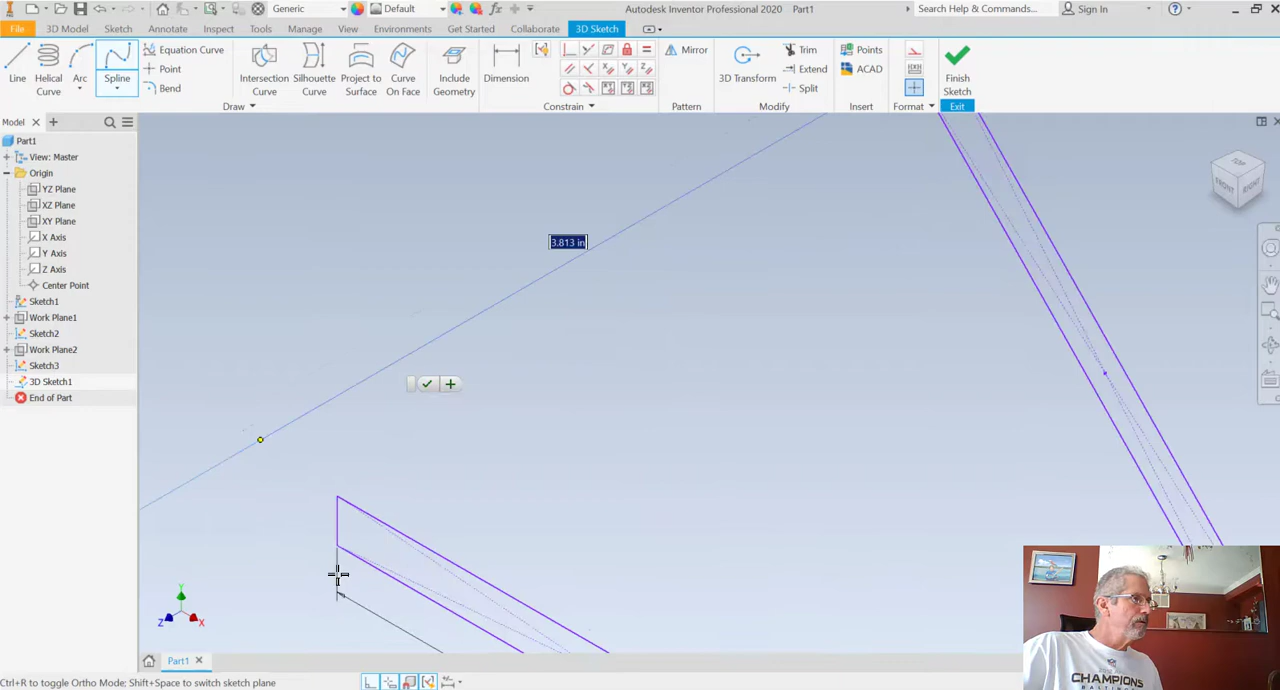 Generic
Default
fx
Autodesk Inventor Professional 2020 Part1
Search Help & Commands...
Sign In
File
3D Model
Sketch
Annotate
Inspect
Tools
Manage
View
Environments
Get Started
Collaborate
3D Sketch
Line
Helical
Curve
Arc
Spline
Equation Curve
Point
Bend
Intersection
Curve
Silhouette
Curve
Project to
Surface
Curve
On Face
Include
Geometry
Dimension
Mirror
3D Transform
Trim
Extend
Split
Points
ACAD
Finish
Sketch
Draw
Constrain
Pattern
Modify
Insert
Format
Exit
Model
Part1
View: Master
Origin
YZ Plane
XZ Plane
XY Plane
X Axis
Y Axis
Z Axis
Center Point
Sketch1
Work Plane1
Sketch2
Work Plane2
Sketch3
3D Sketch1
End of Part
3.813 in
TOP
FRONT
RIGHT
Y
Z
X
CHAMPIONS
Part1
Ctrl+R to toggle Ortho Mode; Shift+Space to switch sketch plane